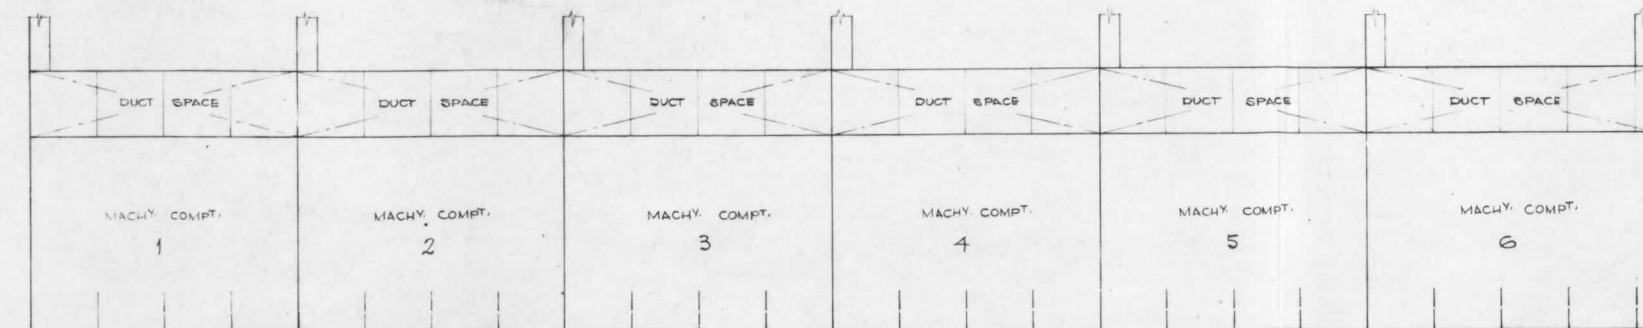 DUCT SPACE DUCT SPACE DUCT SPACE DUCT SPACE DUCT SPACE DUCT SPACE
MACHY. COMPT. MACHY. COMPT. MACHY. COMPT. MACHY. COMPT. MACHY. COMPT. MACHY. COMPT.
1 2 3 4 5 6